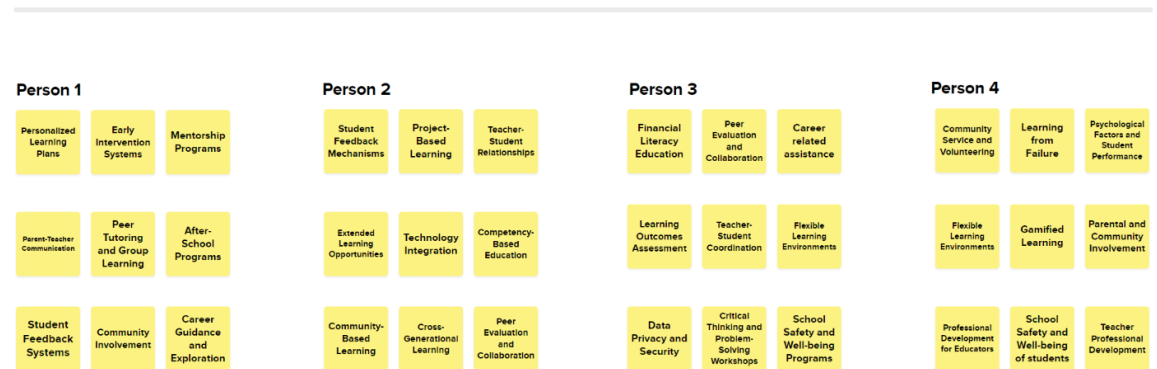 Person 1
Person 2
Person 3
Person 4
Personalized
Learning
Plans
Early
Intervention
Systems
Mentorship
Programs
Student
Feedback
Mechanisms
Project-
Based
Learning
Teacher-
Student
Relationships
Financial
Literacy
Education
Peer
Evaluation
and
Collaboration
Career
related
assistance
Community
Service and
Volunteering
Learning
from
Failure
Psychological
Factors and
Student
Performance
Parent-Teacher
Communication
Peer
Tutoring
and Group
Learning
After-
School
Programs
Extended
Learning
Opportunities
Technology
Integration
Competency-
Based
Education
Learning
Outcomes
Assessment
Teacher-
Student
Coordination
Flexible
Learning
Environments
Flexible
Learning
Environments
Gamified
Learning
Parental and
Community
Involvement
Student
Feedback
Systems
Community
Involvement
Career
Guidance
and
Exploration
Community-
Based
Learning
Cross-
Generational
Learning
Peer
Evaluation
and
Collaboration
Data
Privacy and
Security
Critical
Thinking and
Problem-
Solving
Workshops
School
Safety and
Well-being
Programs
Professional
Development
for Educators
School
Safety and
Well-being
of students
Teacher
Professional
Development